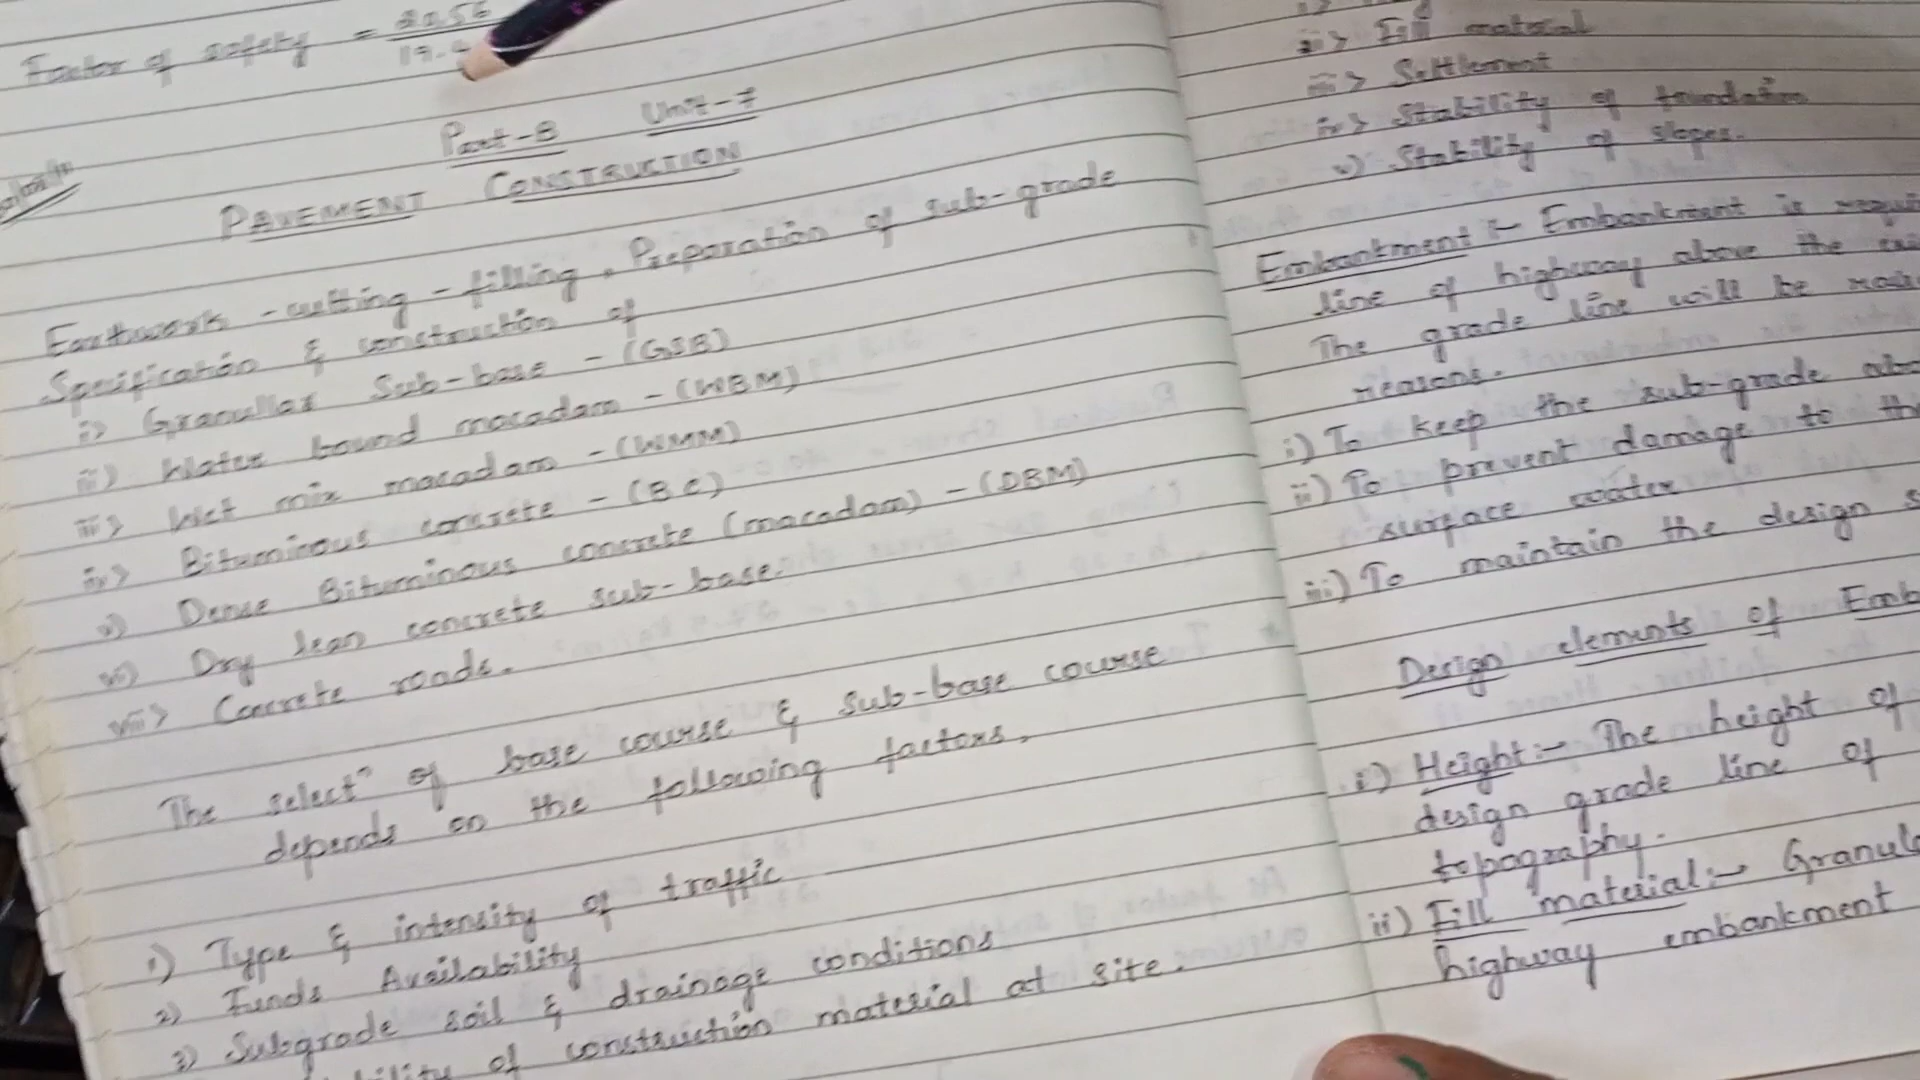 Factor of safety = 2056
Part-B Unit-7
PAVEMENT CONSTRUCTION
Earthwork - cutting - filling, Preparation of sub-grade
Specification & construction of
i) Granullar Sub-base - (GSB)
ii) Water bound macadam - (WBM)
iii) Wet mix macadam - (WMM)
iv) Bituminous concrete - (BC)
v) Dense Bituminous concrete (macadam) - (DBM)
vi) Dry lean concrete sub-base.
vii) Concrete roads.
The selectⁿ of base course & sub-base course
depends on the following factors,
1) Type & intensity of traffic
2) Funds Availability
3) Subgrade soil & drainage conditions
of construction material at site.
ii) Fill material
iii) Settlement
iv) Stability of foundation
v) Stability of slopes.
Embankment :- Embankment is
line of highway above the
The grade line will be
reasons.
i) To keep the sub-grade
ii) To prevent damage to
surface water
iii) To maintain the design
Design elements of
i) Height :- The height of
design grade line of
topography.
ii) Fill material :-
highway embankment